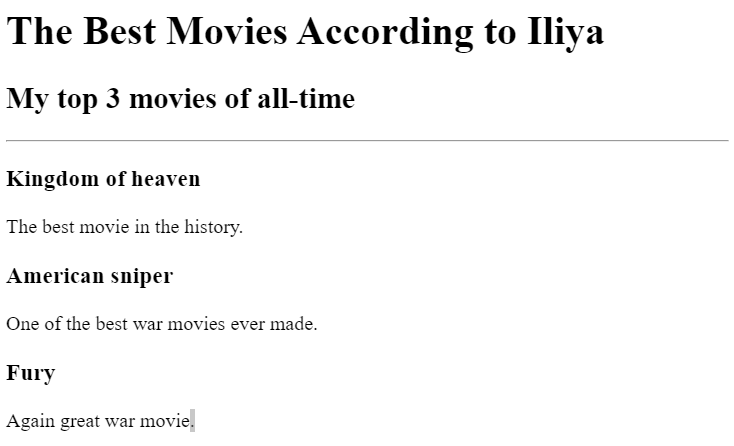 The Best Movies According to Iliya
My top 3 movies of all-time
Kingdom of heaven
The best movie in the history.
American sniper
One of the best war movies ever made.
Fury
Again great war movie.